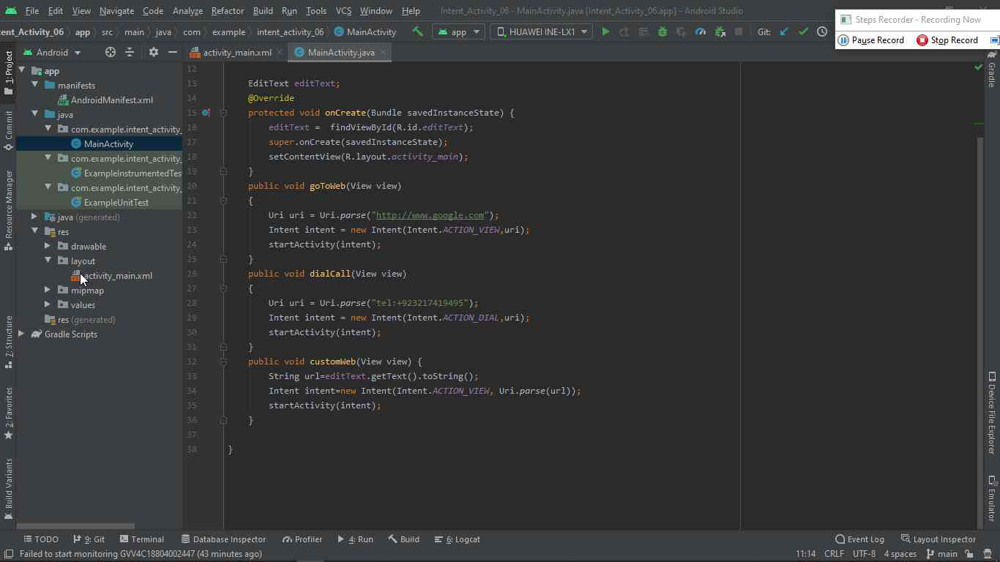 File Edit View Navigate Code Analyze Refactor Build Run Tools VCS Window Help Intent_Activity_06 - MainActivity.java [Intent_Activity_06.app] - Android Studio
Steps Recorder - Recording Now
Pause Record Stop Record
ent_Activity_06 app src main java com example intent_activity_06 MainActivity app HUAWEI INE-LX1 Git:
Android
activity_main.xml MainActivity.java
1: Project
Commit
Resource Manager
7: Structure
2: Favorites
Build Variants
app
manifests
AndroidManifest.xml
java
com.example.intent_activity_
MainActivity
com.example.intent_activity_
ExampleInstrumentedTes
com.example.intent_activity_
ExampleUnitTest
java (generated)
res
drawable
layout
activity_main.xml
mipmap
values
res (generated)
Gradle Scripts
12
13 EditText editText;
14 @Override
15 protected void onCreate(Bundle savedInstanceState) {
16 editText = findViewById(R.id.editText);
17 super.onCreate(savedInstanceState);
18 setContentView(R.layout.activity_main);
19 }
20 public void goToWeb(View view)
21 {
22 Uri uri = Uri.parse("http://www.google.com");
23 Intent intent = new Intent(Intent.ACTION_VIEW,uri);
24 startActivity(intent);
25 }
26 public void dialCall(View view)
27 {
28 Uri uri = Uri.parse("tel:+923217419495");
29 Intent intent = new Intent(Intent.ACTION_DIAL,uri);
30 startActivity(intent);
31 }
32 public void customWeb(View view) {
33 String url=editText.getText().toString();
34 Intent intent=new Intent(Intent.ACTION_VIEW, Uri.parse(url));
35 startActivity(intent);
36 }
37
38 }
Gradle
Device File Explorer
Emulator
TODO 9: Git Terminal Database Inspector Profiler 4: Run Build 6: Logcat Event Log Layout Inspector
Failed to start monitoring GVV4C18804002447 (43 minutes ago) 11:14 CRLF UTF-8 4 spaces main